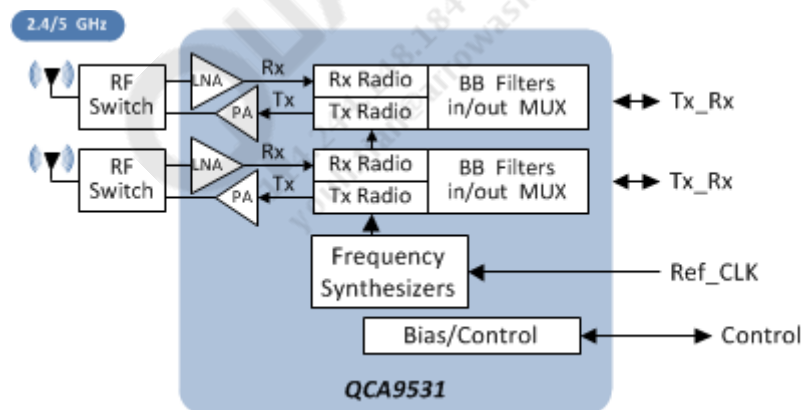 2.4/5 GHz
RF
Switch
LNA
Rx
PA
Tx
Rx Radio
Tx Radio
BB Filters
in/out MUX
Tx_Rx
RF
Switch
LNA
Rx
PA
Tx
Rx Radio
Tx Radio
BB Filters
in/out MUX
Tx_Rx
Frequency
Synthesizers
Ref_CLK
Bias/Control
Control
QCA9531